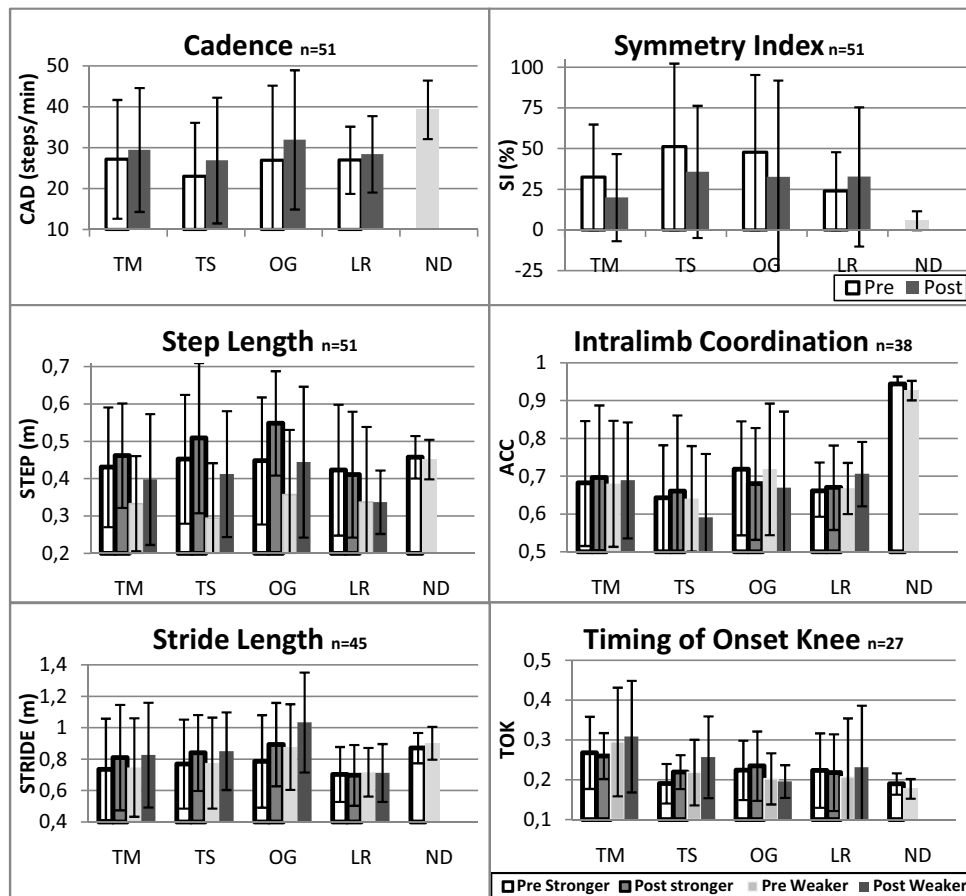 Cadence n=51
CAD (steps/min)
50
40
30
20
10
TM TS OG LR ND
Symmetry Index n=51
SI (%)
100
75
50
25
0
-25
TM TS OG LR ND
Pre Post
Step Length n=51
STEP (m)
0,7
0,6
0,5
0,4
0,3
0,2
TM TS OG LR ND
Intralimb Coordination n=38
ACC
1
0,9
0,8
0,7
0,6
0,5
TM TS OG LR ND
Stride Length n=45
STRIDE (m)
1,4
1,2
1
0,8
0,6
0,4
TM TS OG LR ND
Timing of Onset Knee n=27
TOK
0,5
0,4
0,3
0,2
0,1
TM TS OG LR ND
Pre Stronger Post stronger Pre Weaker Post Weaker